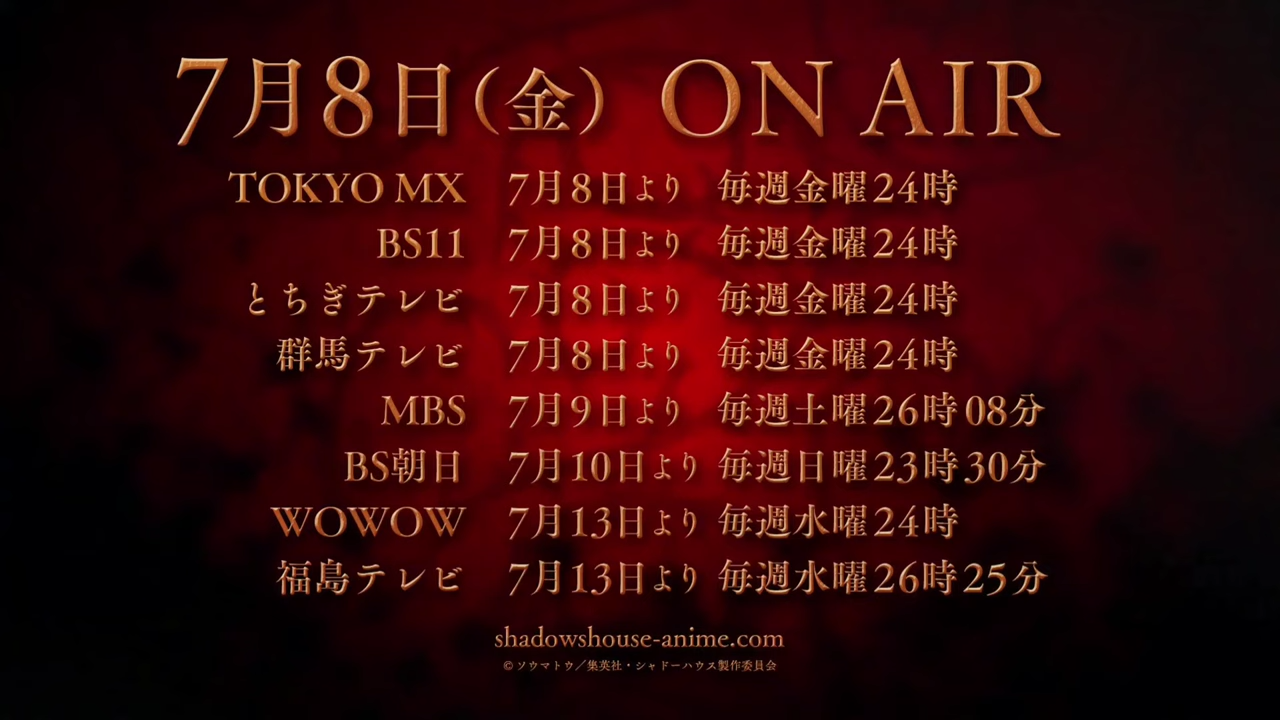 7月8日(金) ON AIR
TOKYO MX 7月8日より 毎週金曜24時
BS11 7月8日より 毎週金曜24時
とちぎテレビ 7月8日より 毎週金曜24時
群馬テレビ 7月8日より 毎週金曜24時
MBS 7月9日より 毎週土曜26時08分
BS朝日 7月10日より 毎週日曜23時30分
WOWOW 7月13日より 毎週水曜24時
福島テレビ 7月13日より 毎週水曜26時25分
shadowshouse-anime.com
©ソウマトウ/集英社・シャドーハウス製作委員会